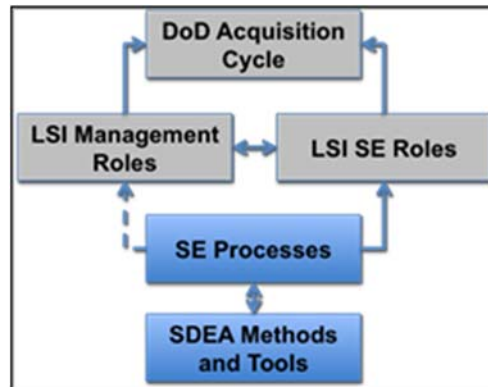 DoD Acquisition
Cycle
LSI Management
Roles
LSI SE Roles
SE Processes
SDEA Methods
and Tools